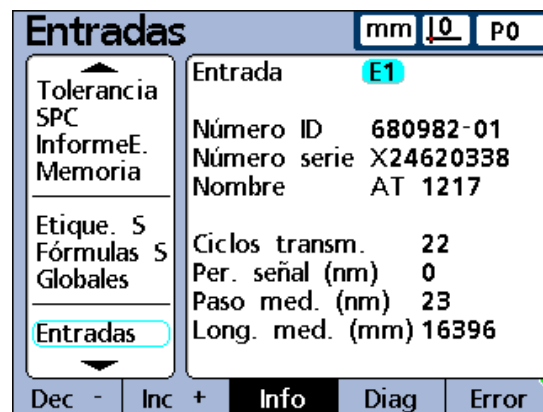 Entradas mm 0 P0
Tolerancia
SPC
InformeE.
Memoria
Etique. S
Fórmulas S
Globales
Entradas
Entrada E1
Número ID 680982-01
Número serie X24620338
Nombre AT 1217
Ciclos transm. 22
Per. señal (nm) 0
Paso med. (nm) 23
Long. med. (mm) 16396
Dec - Inc + Info Diag Error